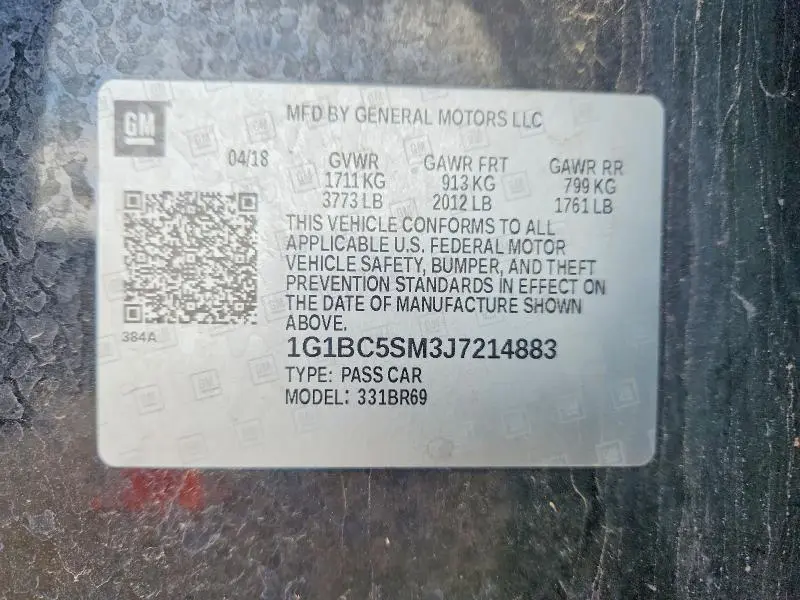 GM
MFD BY GENERAL MOTORS LLC
04/18 GVWR GAWR FRT GAWR RR
1711 KG 913 KG 799 KG
3773 LB 2012 LB 1761 LB
THIS VEHICLE CONFORMS TO ALL
APPLICABLE U.S. FEDERAL MOTOR
VEHICLE SAFETY, BUMPER, AND THEFT
PREVENTION STANDARDS IN EFFECT ON
THE DATE OF MANUFACTURE SHOWN
ABOVE.
384A
1G1BC5SM3J7214883
TYPE: PASS CAR
MODEL: 331BR69